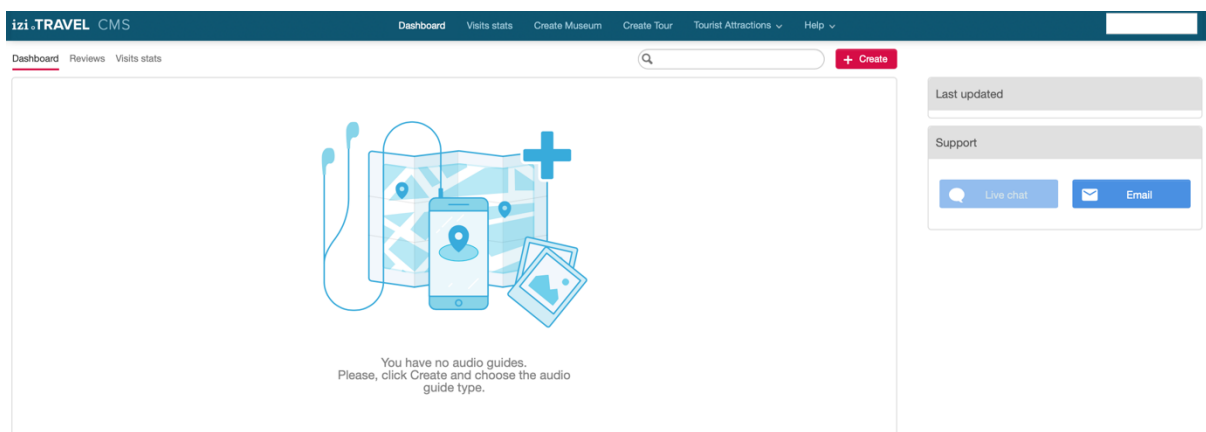 izi.TRAVEL CMS
Dashboard Visits stats Create Museum Create Tour Tourist Attractions Help
Dashboard Reviews Visits stats
+ Create
Last updated
Support
Live chat
Email
You have no audio guides.
Please, click Create and choose the audio
guide type.